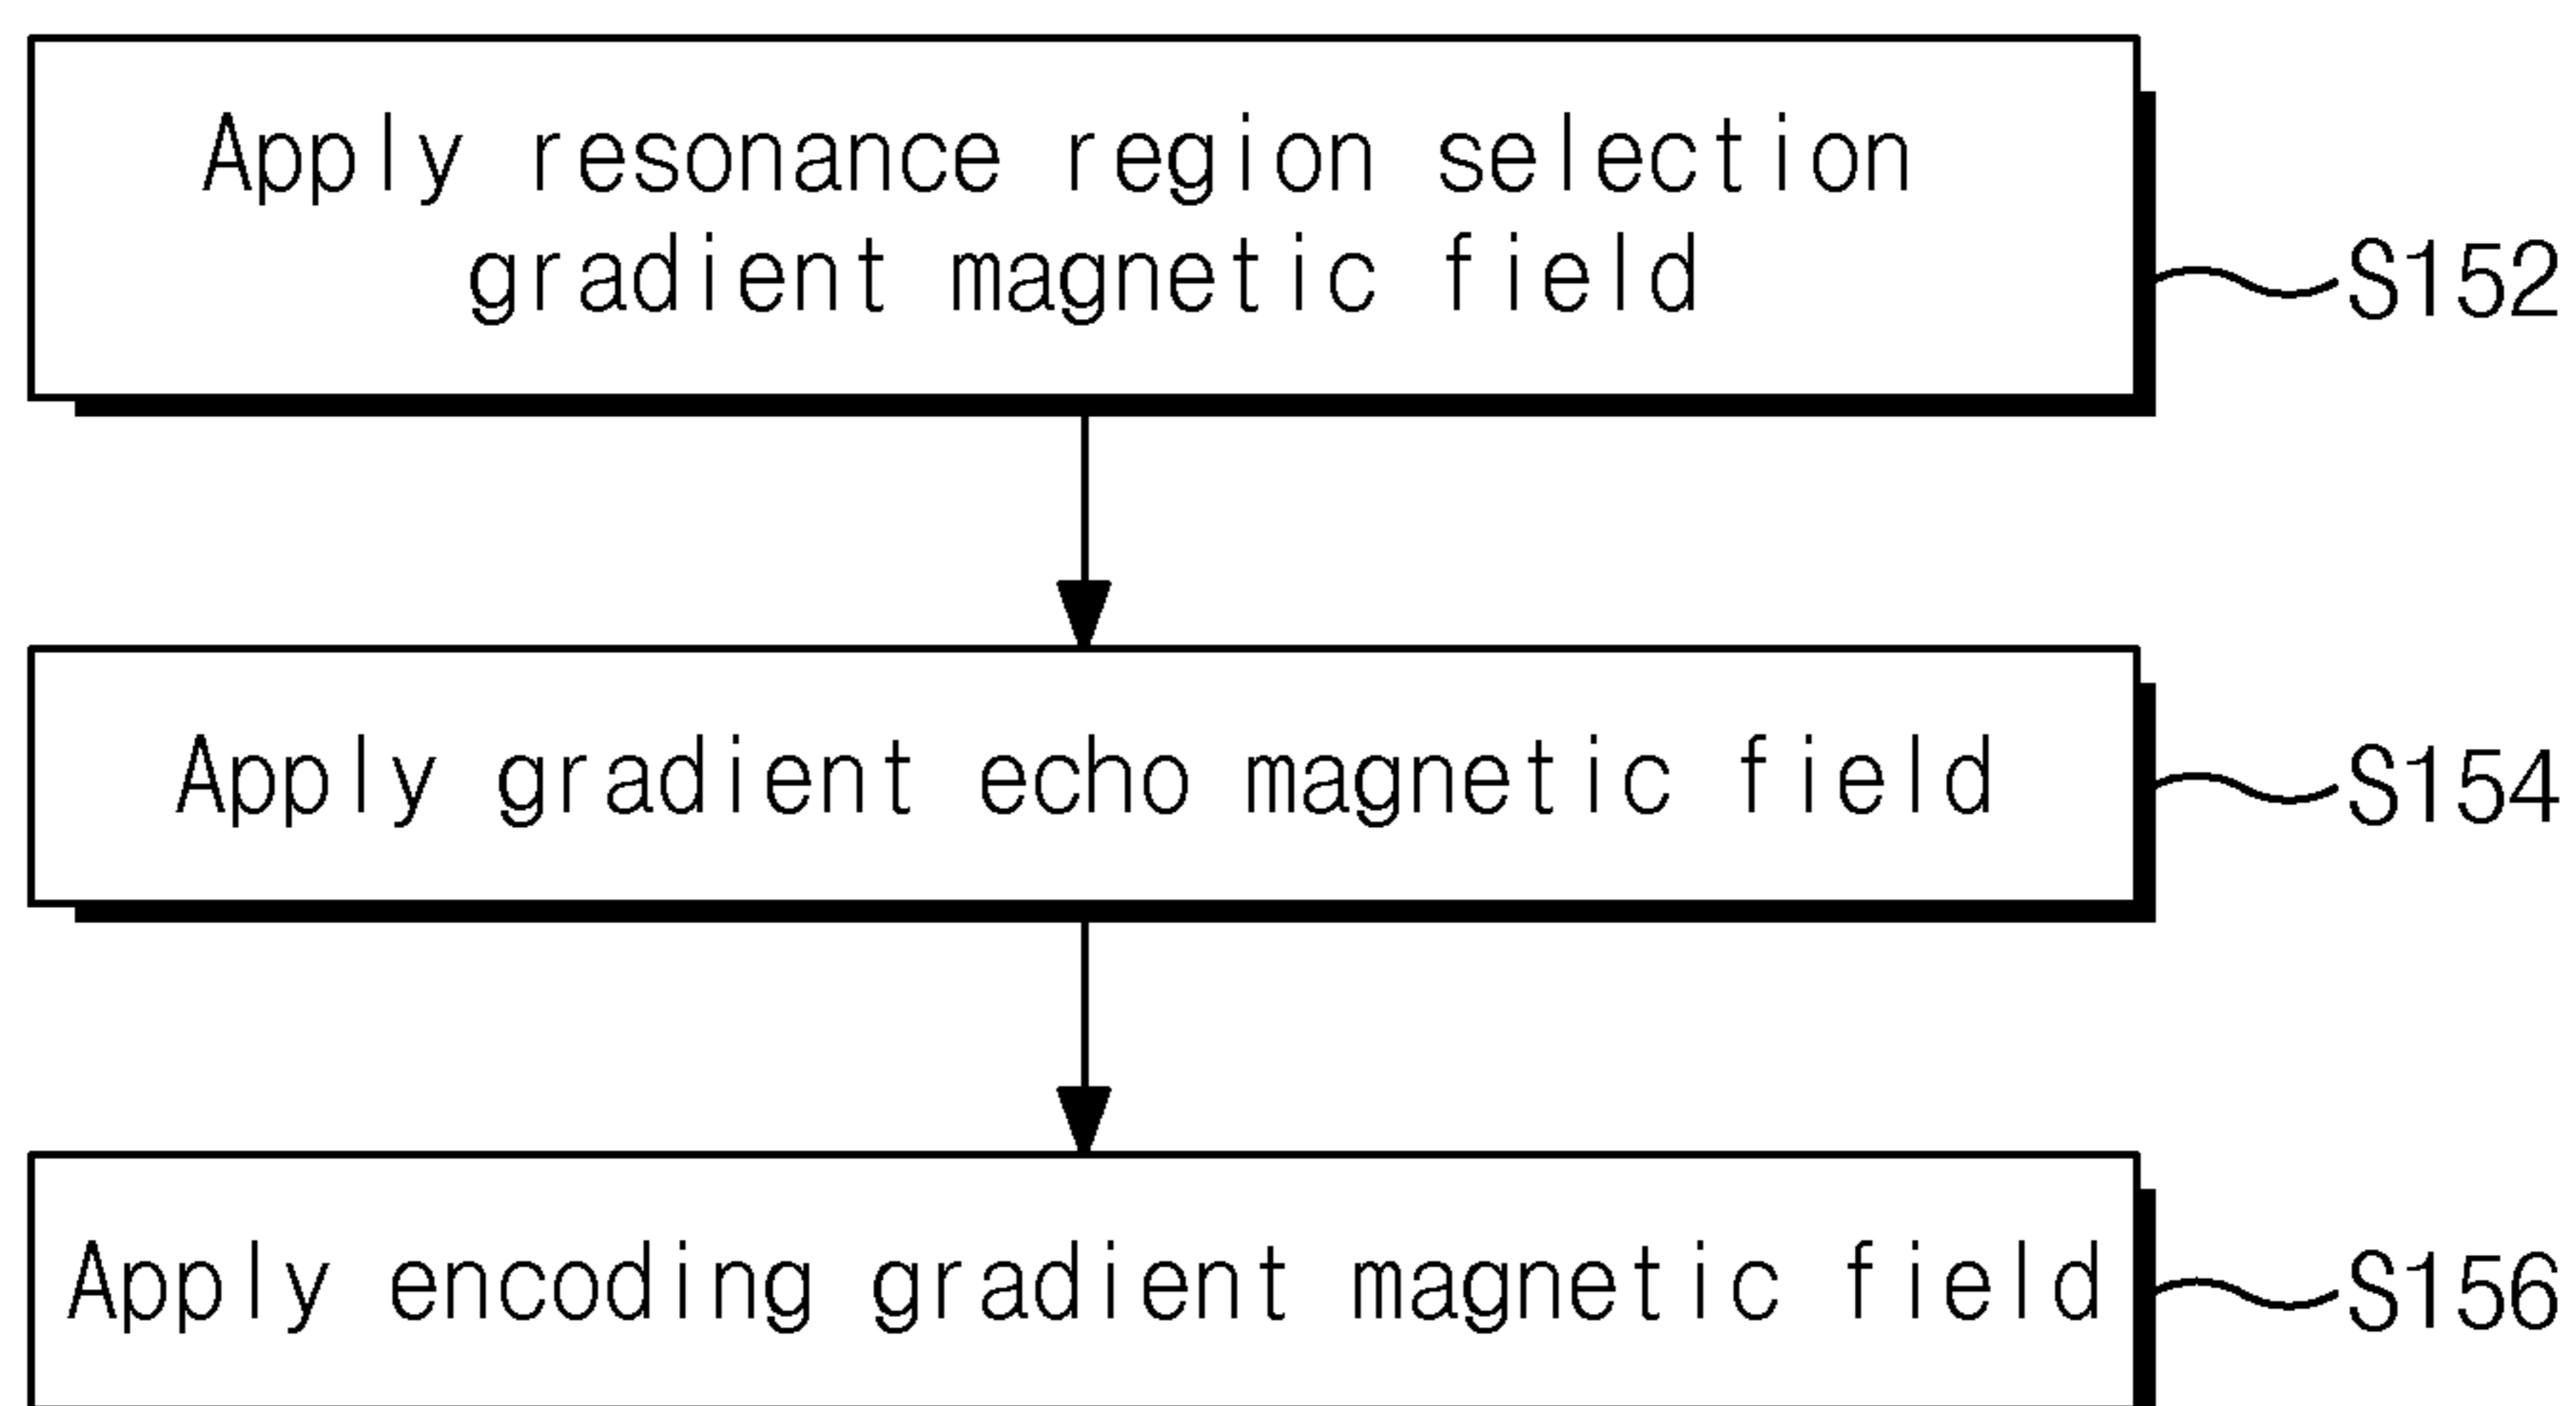 Apply resonance region selection
gradient magnetic field
S152
Apply gradient echo magnetic field
S154
Apply encoding gradient magnetic field
S156